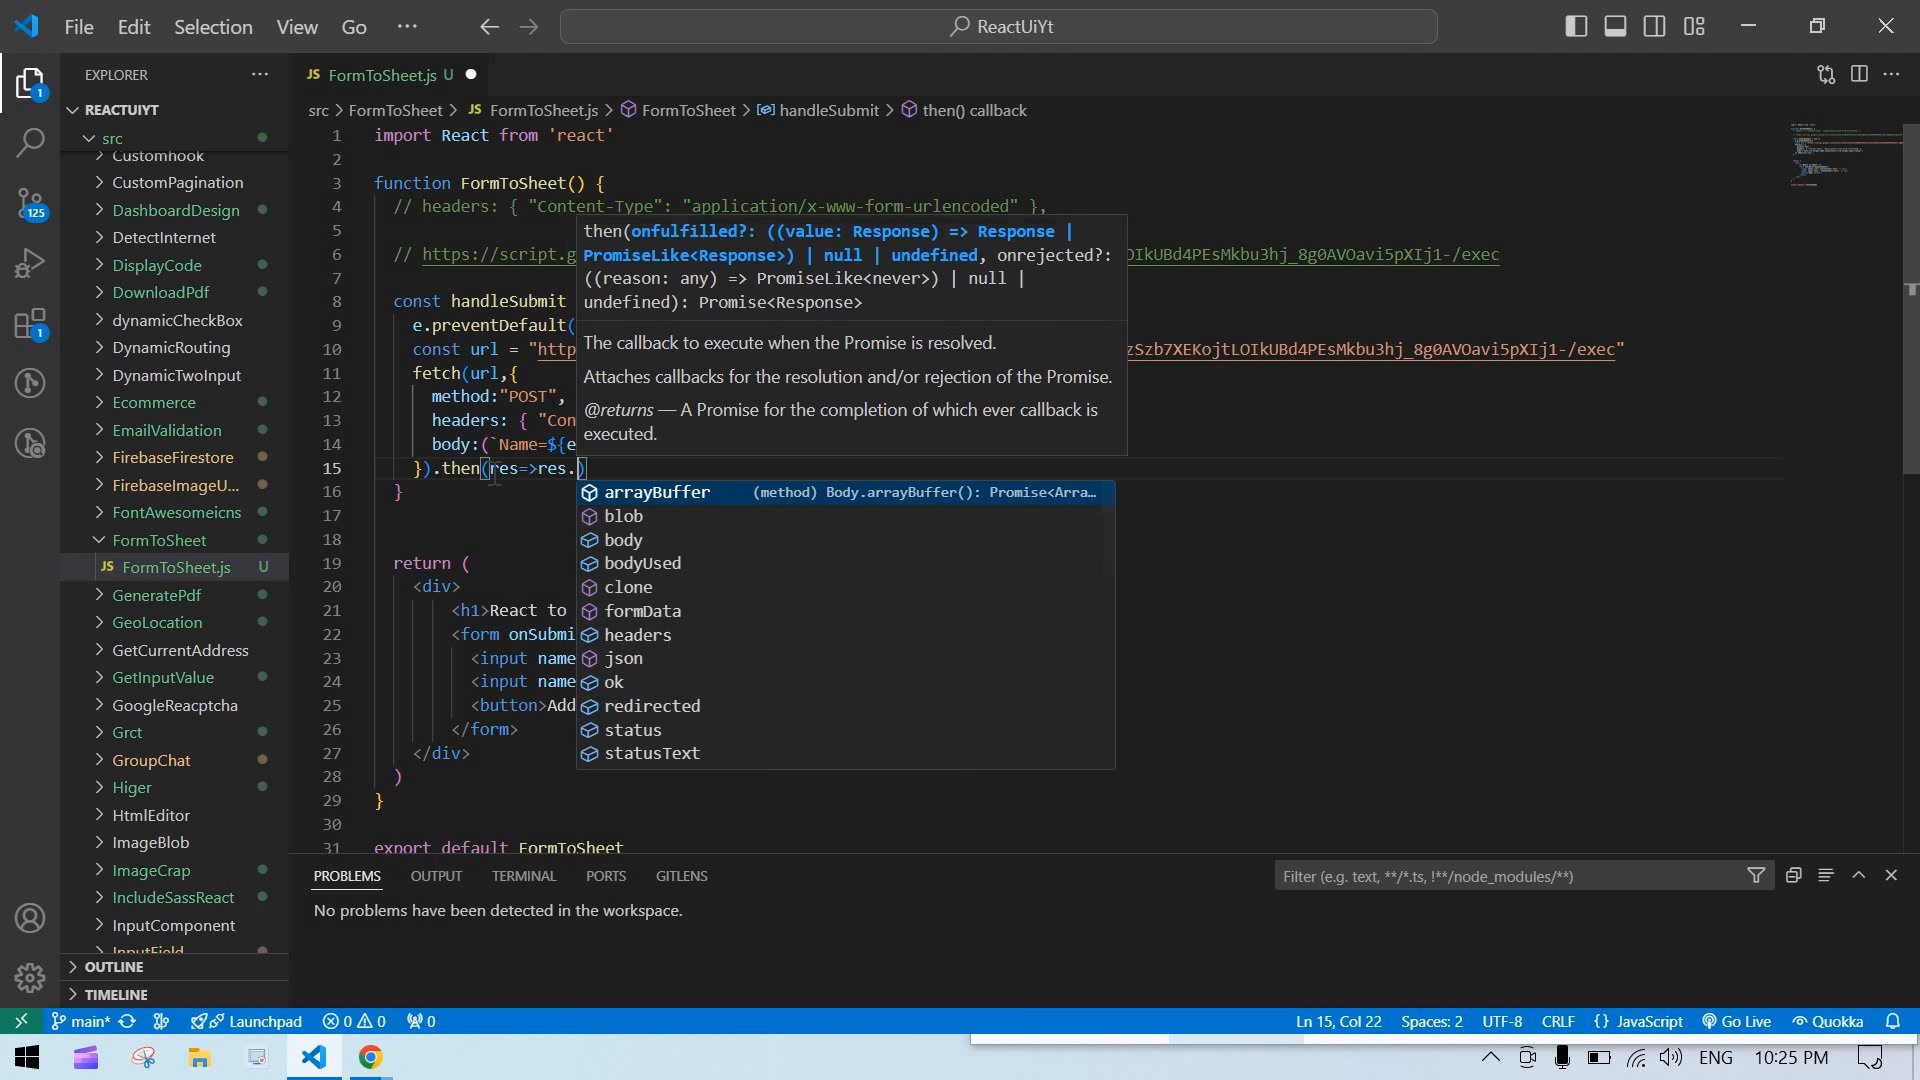 File Edit Selection View Go ··· ReactUiYt
EXPLORER ···
REACTUIYT
src
Customhook
CustomPagination
DashboardDesign
DetectInternet
DisplayCode
DownloadPdf
dynamicCheckBox
DynamicRouting
DynamicTwoInput
Ecommerce
EmailValidation
FirebaseFirestore
FirebaseImageU...
FontAwesomeicns
FormToSheet
JS FormToSheet.js U
GeneratePdf
GeoLocation
GetCurrentAddress
GetInputValue
GoogleReacptcha
Grct
GroupChat
Higer
HtmlEditor
ImageBlob
ImageCrap
IncludeSassReact
InputComponent
InputField
OUTLINE
TIMELINE
1
125
1
JS FormToSheet.js U
src > FormToSheet > JS FormToSheet.js > FormToSheet > handleSubmit > then() callback
1 import React from 'react'
2
3 function FormToSheet() {
4 // headers: { "Content-Type": "application/x-www-form-urlencoded" },
5
6 // https://script.g OIkUBd4PEsMkbu3hj_8g0AVOavi5pXIj1-/exec
7
8 const handleSubmit
9 e.preventDefault(
10 const url = "http zSzb7XEKojtLOIkUBd4PEsMkbu3hj_8g0AVOavi5pXIj1-/exec"
11 fetch(url,{
12 method:"POST",
13 headers: { "Con
14 body:(`Name=${e
15 }).then(res=>res.)
16 }
17
18
19 return (
20 <div>
21 <h1>React to
22 <form onSubmi
23 <input name
24 <input name
25 <button>Add
26 </form>
27 </div>
28 )
29 }
30
31 export default FormToSheet
then(onfulfilled?: ((value: Response) => Response |
PromiseLike<Response>) | null | undefined, onrejected?:
((reason: any) => PromiseLike<never>) | null |
undefined): Promise<Response>
The callback to execute when the Promise is resolved.
Attaches callbacks for the resolution and/or rejection of the Promise.
@returns — A Promise for the completion of which ever callback is
executed.
arrayBuffer (method) Body.arrayBuffer(): Promise<Arra…
blob
body
bodyUsed
clone
formData
headers
json
ok
redirected
status
statusText
PROBLEMS OUTPUT TERMINAL PORTS GITLENS Filter (e.g. text, **/*.ts, !**/node_modules/**)
No problems have been detected in the workspace.
main* Launchpad 0 0 0 Ln 15, Col 22 Spaces: 2 UTF-8 CRLF {} JavaScript Go Live Quokka
ENG 10:25 PM